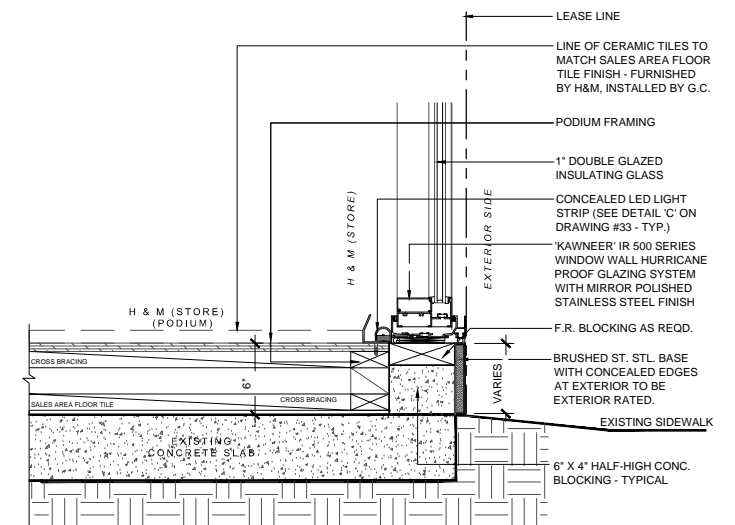 LEASE LINE
LINE OF CERAMIC TILES TO
MATCH SALES AREA FLOOR
TILE FINISH - FURNISHED
BY H&M, INSTALLED BY G.C.
PODIUM FRAMING
1" DOUBLE GLAZED
INSULATING GLASS
CONCEALED LED LIGHT
STRIP (SEE DETAIL 'C' ON
DRAWING #33 - TYP.)
'KAWNEER' IR 500 SERIES
WINDOW WALL HURRICANE
PROOF GLAZING SYSTEM
WITH MIRROR POLISHED
STAINLESS STEEL FINISH
F.R. BLOCKING AS REQD.
BRUSHED ST. STL. BASE
WITH CONCEALED EDGES
AT EXTERIOR TO BE
EXTERIOR RATED.
EXISTING SIDEWALK
6" X 4" HALF-HIGH CONC.
BLOCKING - TYPICAL
H & M (STORE)
EXTERIOR SIDE
H & M (STORE)
(PODIUM)
CROSS BRACING
6"
CROSS BRACING
SALES AREA FLOOR TILE
VARIES
EXISTING
CONCRETE SLAB